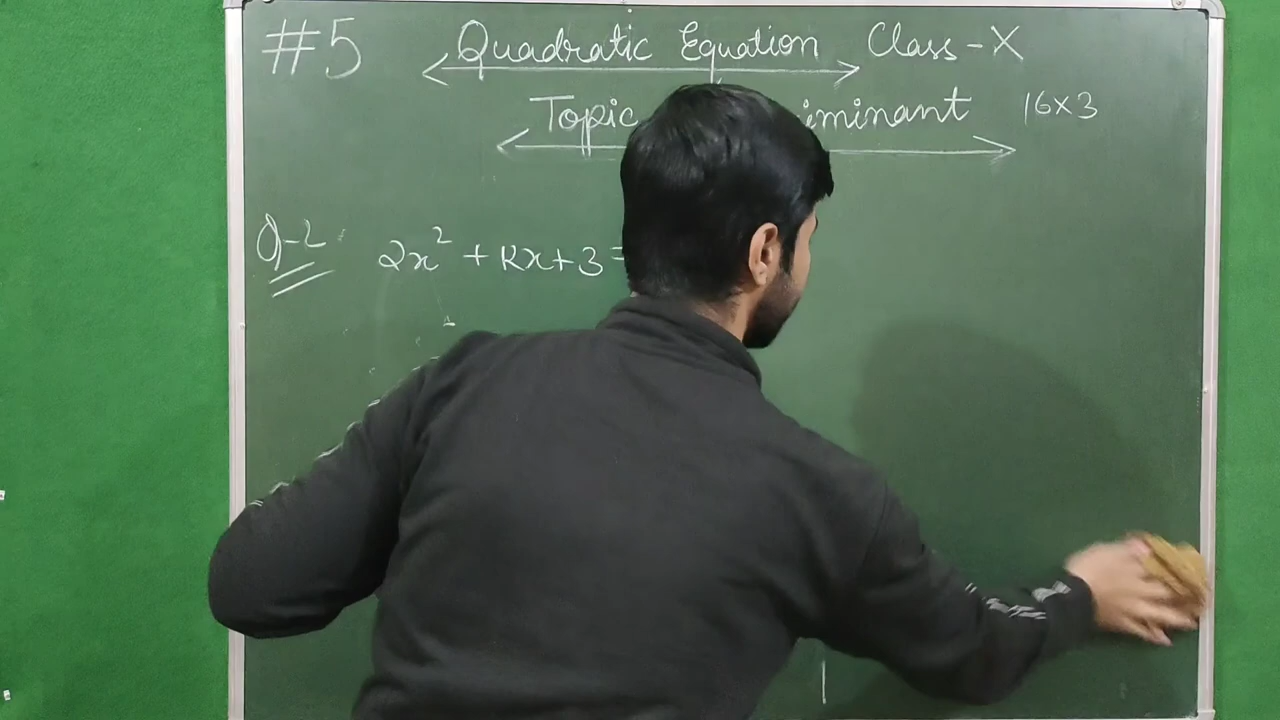 #5 Quadratic Equation Class-X
Topic iminant 16×3
Q-2 2x² + Kx+3 =